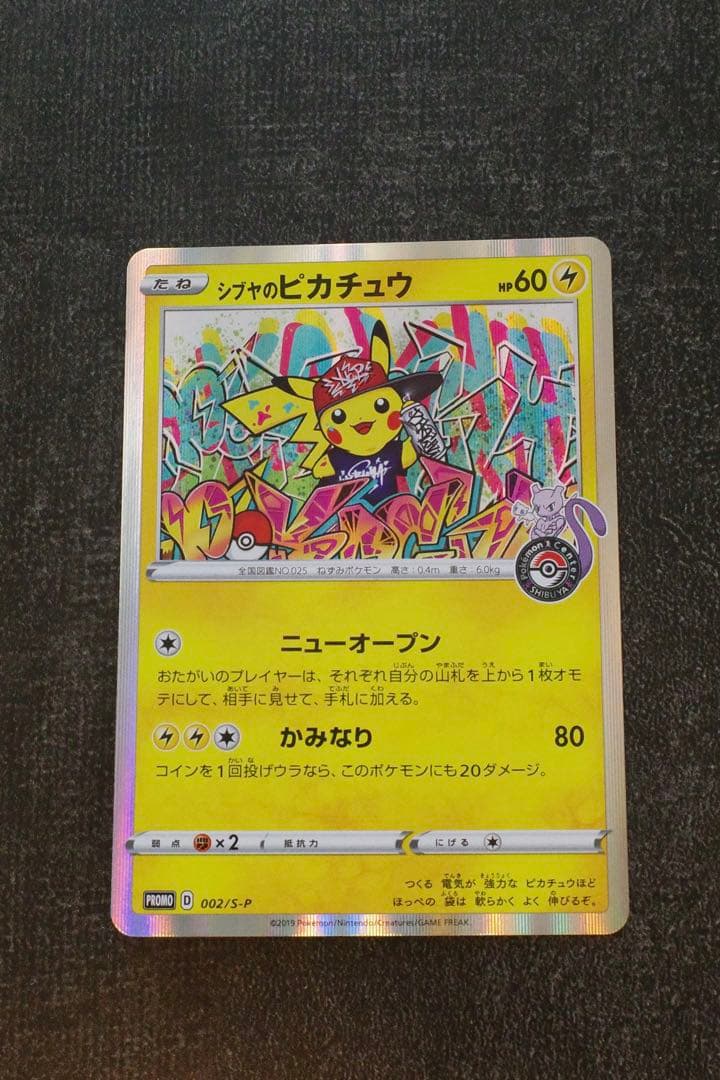 たね シブヤのピカチュウ HP60
全国図鑑NO.025 ねずみポケモン 高さ:0.4m 重さ:6.0kg
Pokémon Center
SHIBUYA
ニューオープン
おたがいのプレイヤーは、それぞれ自分の山札を上から1枚オモ
テにして、相手に見せて、手札に加える。
かみなり 80
コインを1回投げウラなら、このポケモンにも20ダメージ。
弱点 ×2 抵抗力 にげる
つくる 電気が 強力な ピカチュウほど
ほっぺの 袋は 軟らかく よく 伸びるぞ。
PROMO D 002/S-P
©2019 Pokémon/Nintendo/Creatures/GAME FREAK.